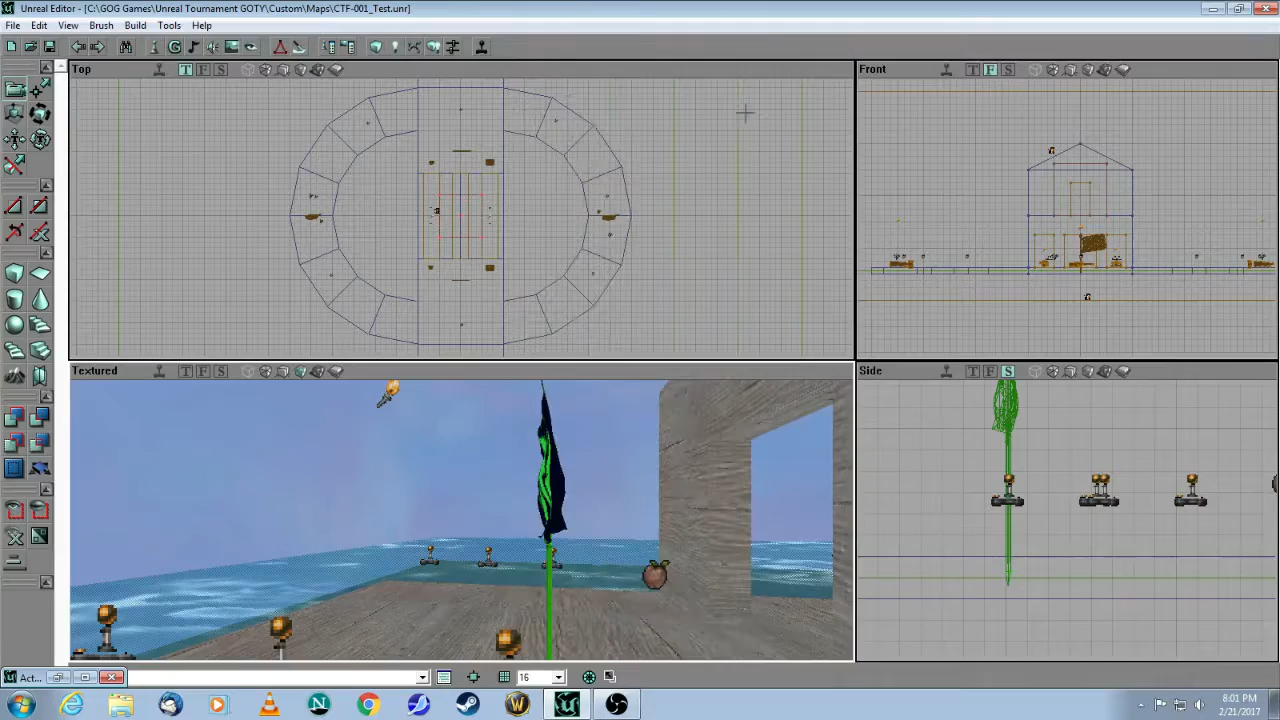 Unreal Editor - [C:\GOG Games\Unreal Tournament GOTY\Custom\Maps\CTF-001_Test.unr]
File Edit View Brush Build Tools Help
Top T F S
Front T F S
Textured T F S
Side T F S
Act... 16
8:01 PM
2/21/2017